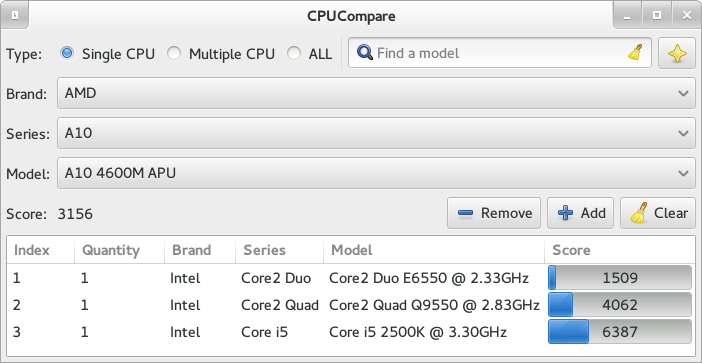 CPUCompare
Type: Single CPU Multiple CPU ALL Find a model
Brand: AMD
Series: A10
Model: A10 4600M APU
Score: 3156 Remove Add Clear
Index Quantity Brand Series Model Score
1 1 Intel Core2 Duo Core2 Duo E6550 @ 2.33GHz 1509
2 1 Intel Core2 Quad Core2 Quad Q9550 @ 2.83GHz 4062
3 1 Intel Core i5 Core i5 2500K @ 3.30GHz 6387